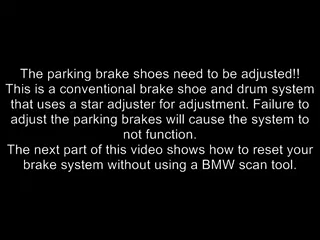 The parking brake shoes need to be adjusted!!
This is a conventional brake shoe and drum system
that uses a star adjuster for adjustment. Failure to
adjust the parking brakes will cause the system to
not function.
The next part of this video shows how to reset your
brake system without using a BMW scan tool.